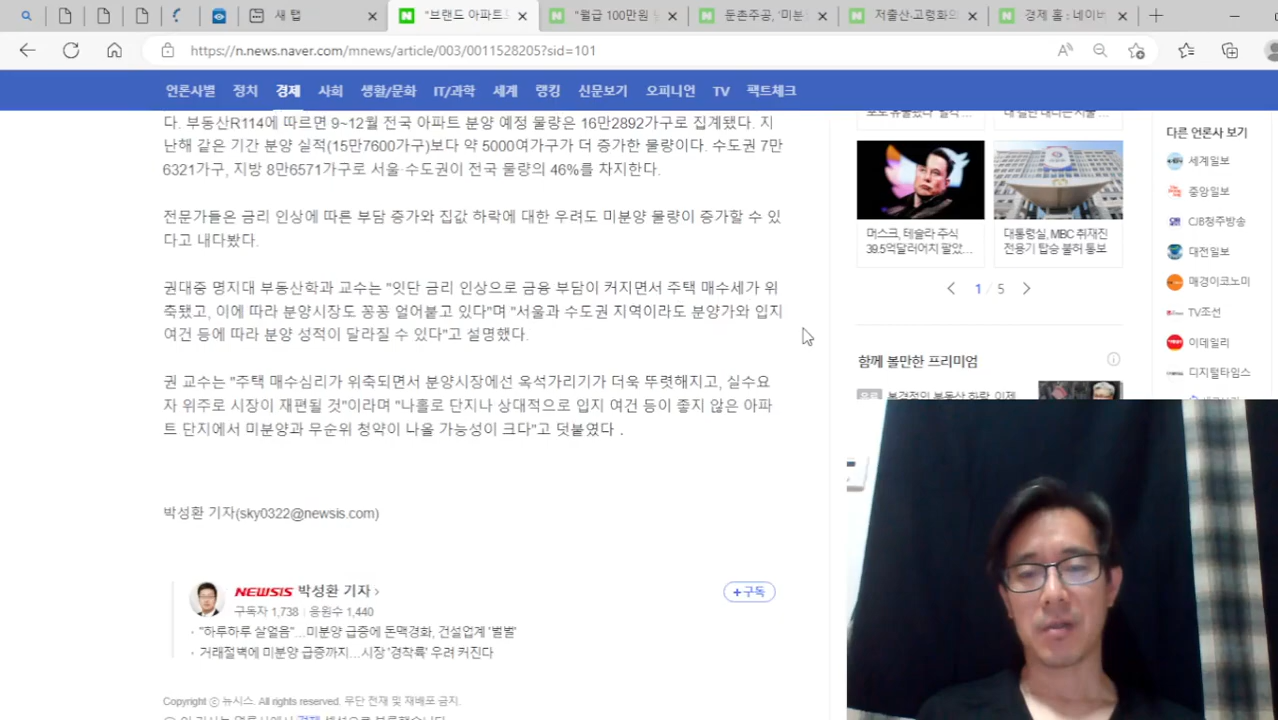 새 탭
"브랜드 아파트
"월급 100만원
둔촌주공, '미분
저출산·고령화의
경제 홈 : 네이버
https://n.news.naver.com/mnews/article/003/0011528205?sid=101
언론사별 정치 경제 사회 생활/문화 IT/과학 세계 랭킹 신문보기 오피니언 TV 팩트체크
다. 부동산R114에 따르면 9~12월 전국 아파트 분양 예정 물량은 16만2892가구로 집계됐다. 지
난해 같은 기간 분양 실적(15만7600가구)보다 약 5000여가구가 더 증가한 물량이다. 수도권 7만
6321가구, 지방 8만6571가구로 서울·수도권이 전국 물량의 46%를 차지한다.
전문가들은 금리 인상에 따른 부담 증가와 집값 하락에 대한 우려도 미분양 물량이 증가할 수 있
다고 내다봤다.
권대중 명지대 부동산학과 교수는 "잇단 금리 인상으로 금융 부담이 커지면서 주택 매수세가 위
축됐고, 이에 따라 분양시장도 꽁꽁 얼어붙고 있다"며 "서울과 수도권 지역이라도 분양가와 입지
여건 등에 따라 분양 성적이 달라질 수 있다"고 설명했다.
권 교수는 "주택 매수심리가 위축되면서 분양시장에선 옥석가리기가 더욱 뚜렷해지고, 실수요
자 위주로 시장이 재편될 것"이라며 "나홀로 단지나 상대적으로 입지 여건 등이 좋지 않은 아파
트 단지에서 미분양과 무순위 청약이 나올 가능성이 크다"고 덧붙였다 .
박성환 기자(sky0322@newsis.com)
NEWSIS 박성환 기자 >
구독자 1,738 응원수 1,440
+구독
· "하루하루 살얼음"…미분양 급증에 돈맥경화, 건설업계 '벌벌'
· 거래절벽에 미분양 급증까지…시장 '경착륙' 우려 커진다
Copyright ⓒ 뉴시스. All rights reserved. 무단 전재 및 재배포 금지.
머스크, 테슬라 주식
39.5억달러어치 팔았…
대통령실, MBC 취재진
전용기 탑승 불허 통보
< 1 / 5 >
함께 볼만한 프리미엄
다른 언론사 보기
세계일보
중앙일보
CJB청주방송
대전일보
매경이코노미
TV조선
이데일리
디지털타임스